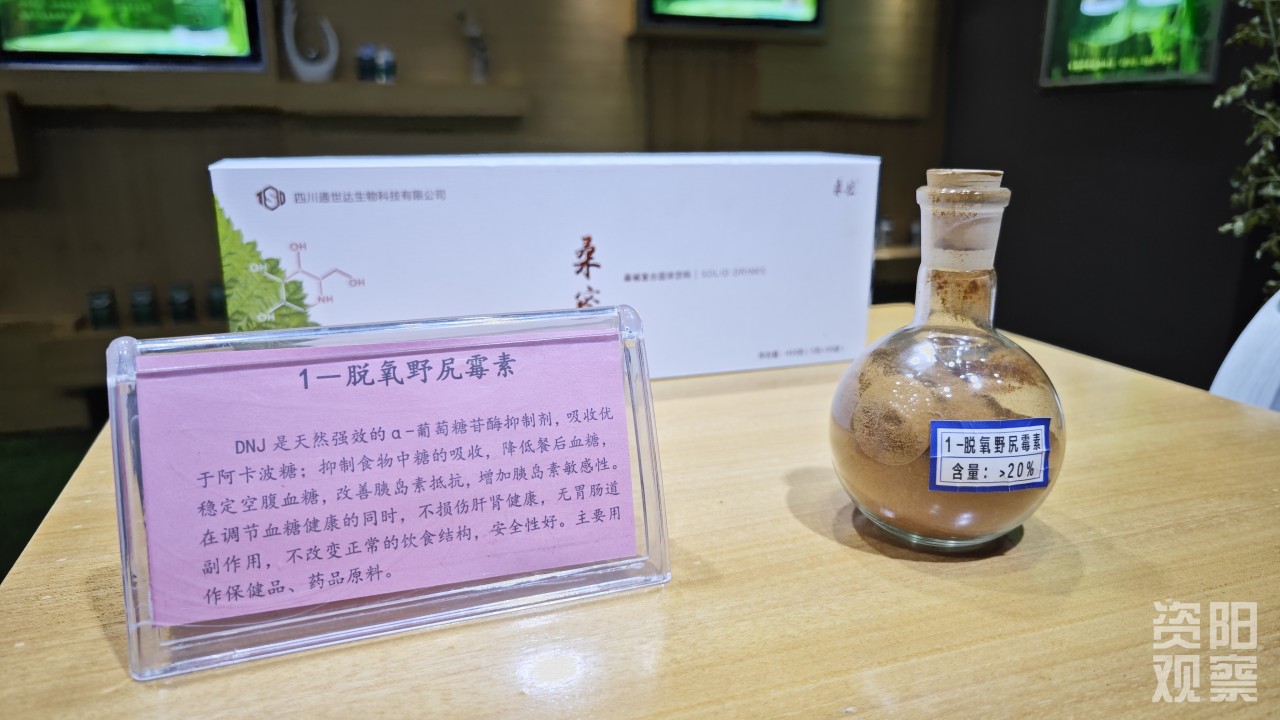 TSD 四川通世达生物科技有限公司
OH
OH
OH
NH
OH
桑
SOLID DRINKS
1—脱氧野尻霉素
DNJ是天然强效的α-葡萄糖苷酶抑制剂，吸收优
于阿卡波糖；抑制食物中糖的吸收，降低餐后血糖，
稳定空腹血糖，改善胰岛素抵抗，增加胰岛素敏感性。
在调节血糖健康的同时，不损伤肝肾健康，无胃肠道
副作用，不改变正常的饮食结构，安全性好。主要用
作保健品、药品原料。
1-脱氧野尻霉素
含量：>20%
资阳
观察